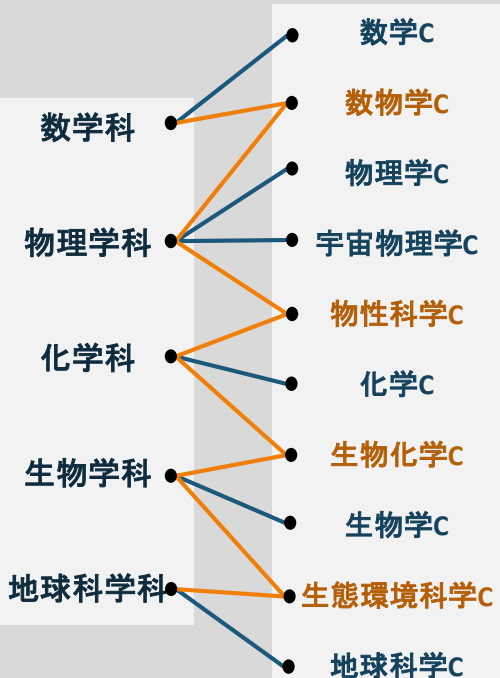 数学科
物理学科
化学科
生物学科
地球科学科
数学C
数物学C
物理学C
宇宙物理学C
物性科学C
化学C
生物化学C
生物学C
生態環境科学C
地球科学C